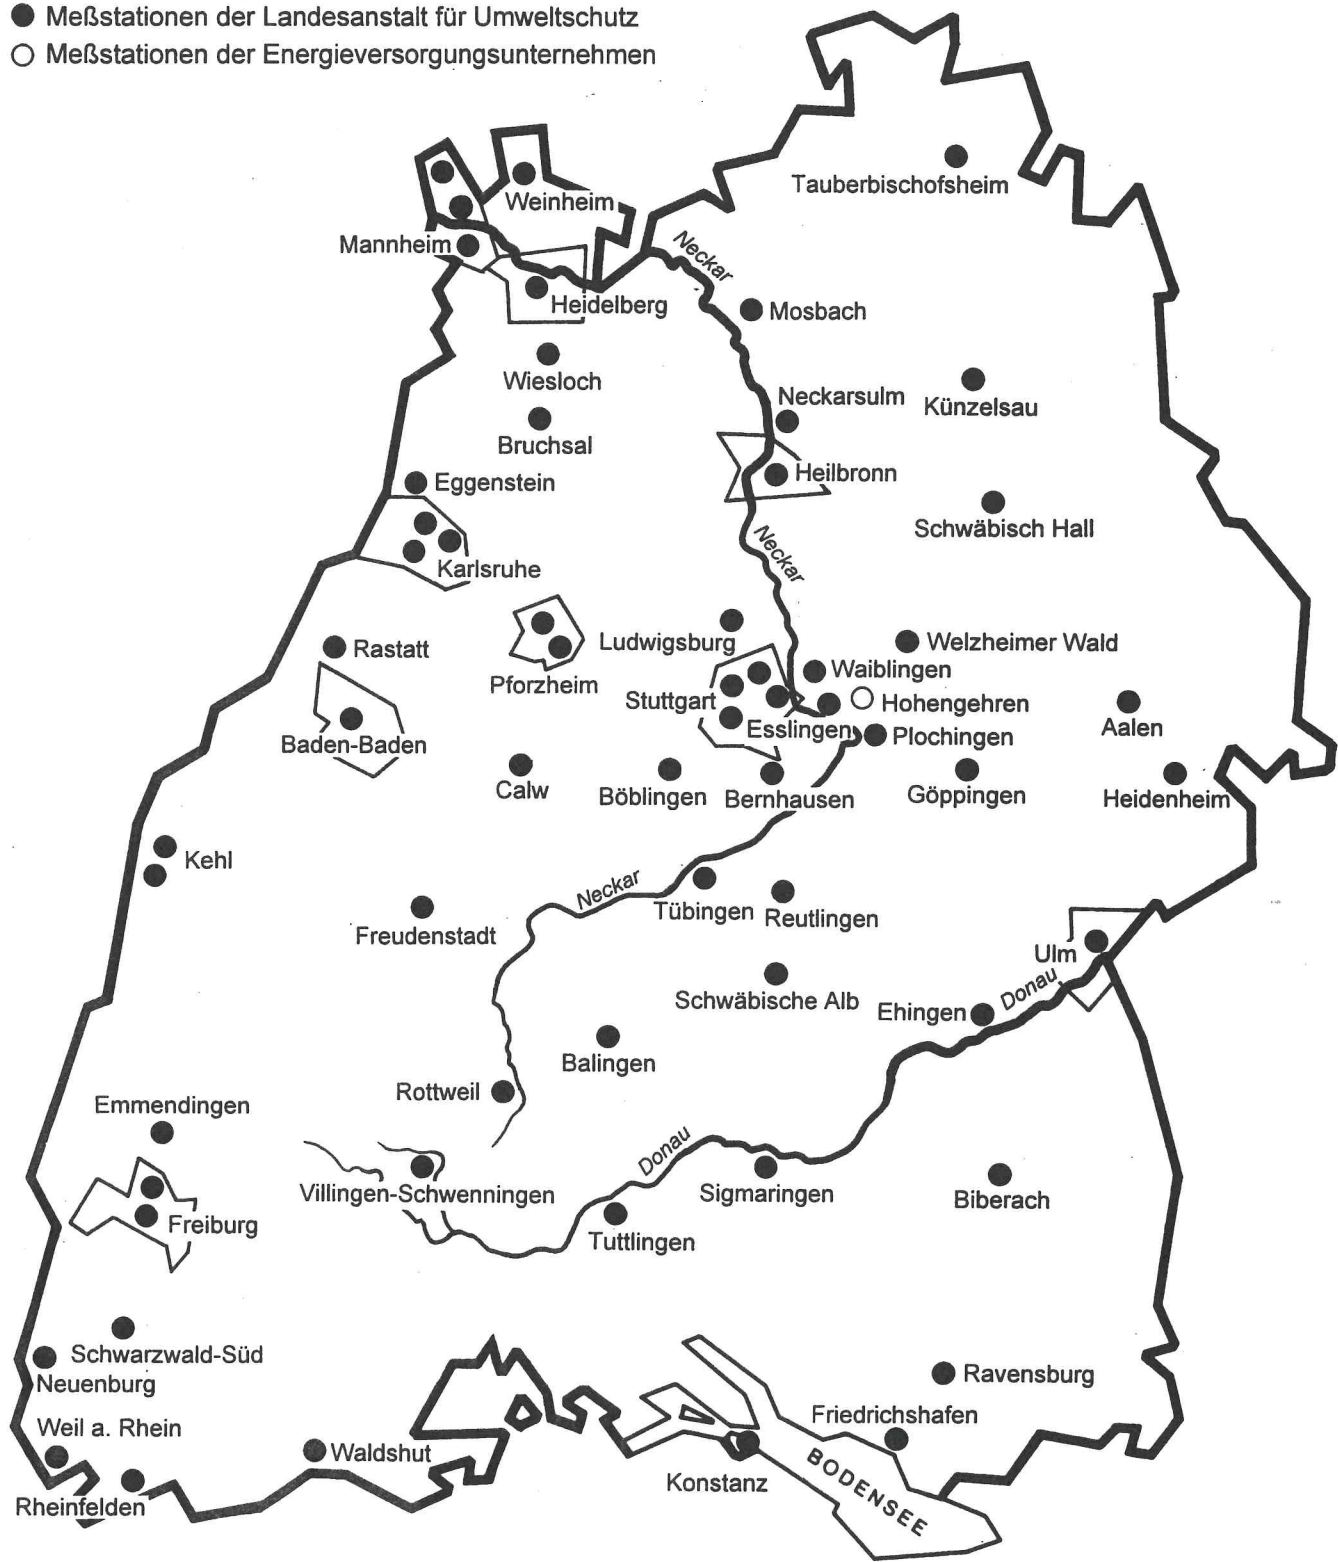 Meßstationen der Landesanstalt für Umweltschutz
Meßstationen der Energieversorgungsunternehmen
Tauberbischofsheim
Weinheim
Mannheim
Neckar
Heidelberg
Mosbach
Wiesloch
Neckarsulm
Künzelsau
Bruchsal
Heilbronn
Eggenstein
Schwäbisch Hall
Neckar
Karlsruhe
Ludwigsburg
Welzheimer Wald
Rastatt
Waiblingen
Pforzheim
Stuttgart
Hohengehren
Esslingen
Aalen
Plochingen
Baden-Baden
Calw
Böblingen
Bernhausen
Göppingen
Heidenheim
Kehl
Neckar
Tübingen
Reutlingen
Freudenstadt
Ulm
Donau
Schwäbische Alb
Ehingen
Balingen
Rottweil
Emmendingen
Donau
Villingen-Schwenningen
Sigmaringen
Biberach
Freiburg
Tuttlingen
Schwarzwald-Süd
Neuenburg
Ravensburg
Friedrichshafen
Weil a. Rhein
Waldshut
Konstanz
BODENSEE
Rheinfelden